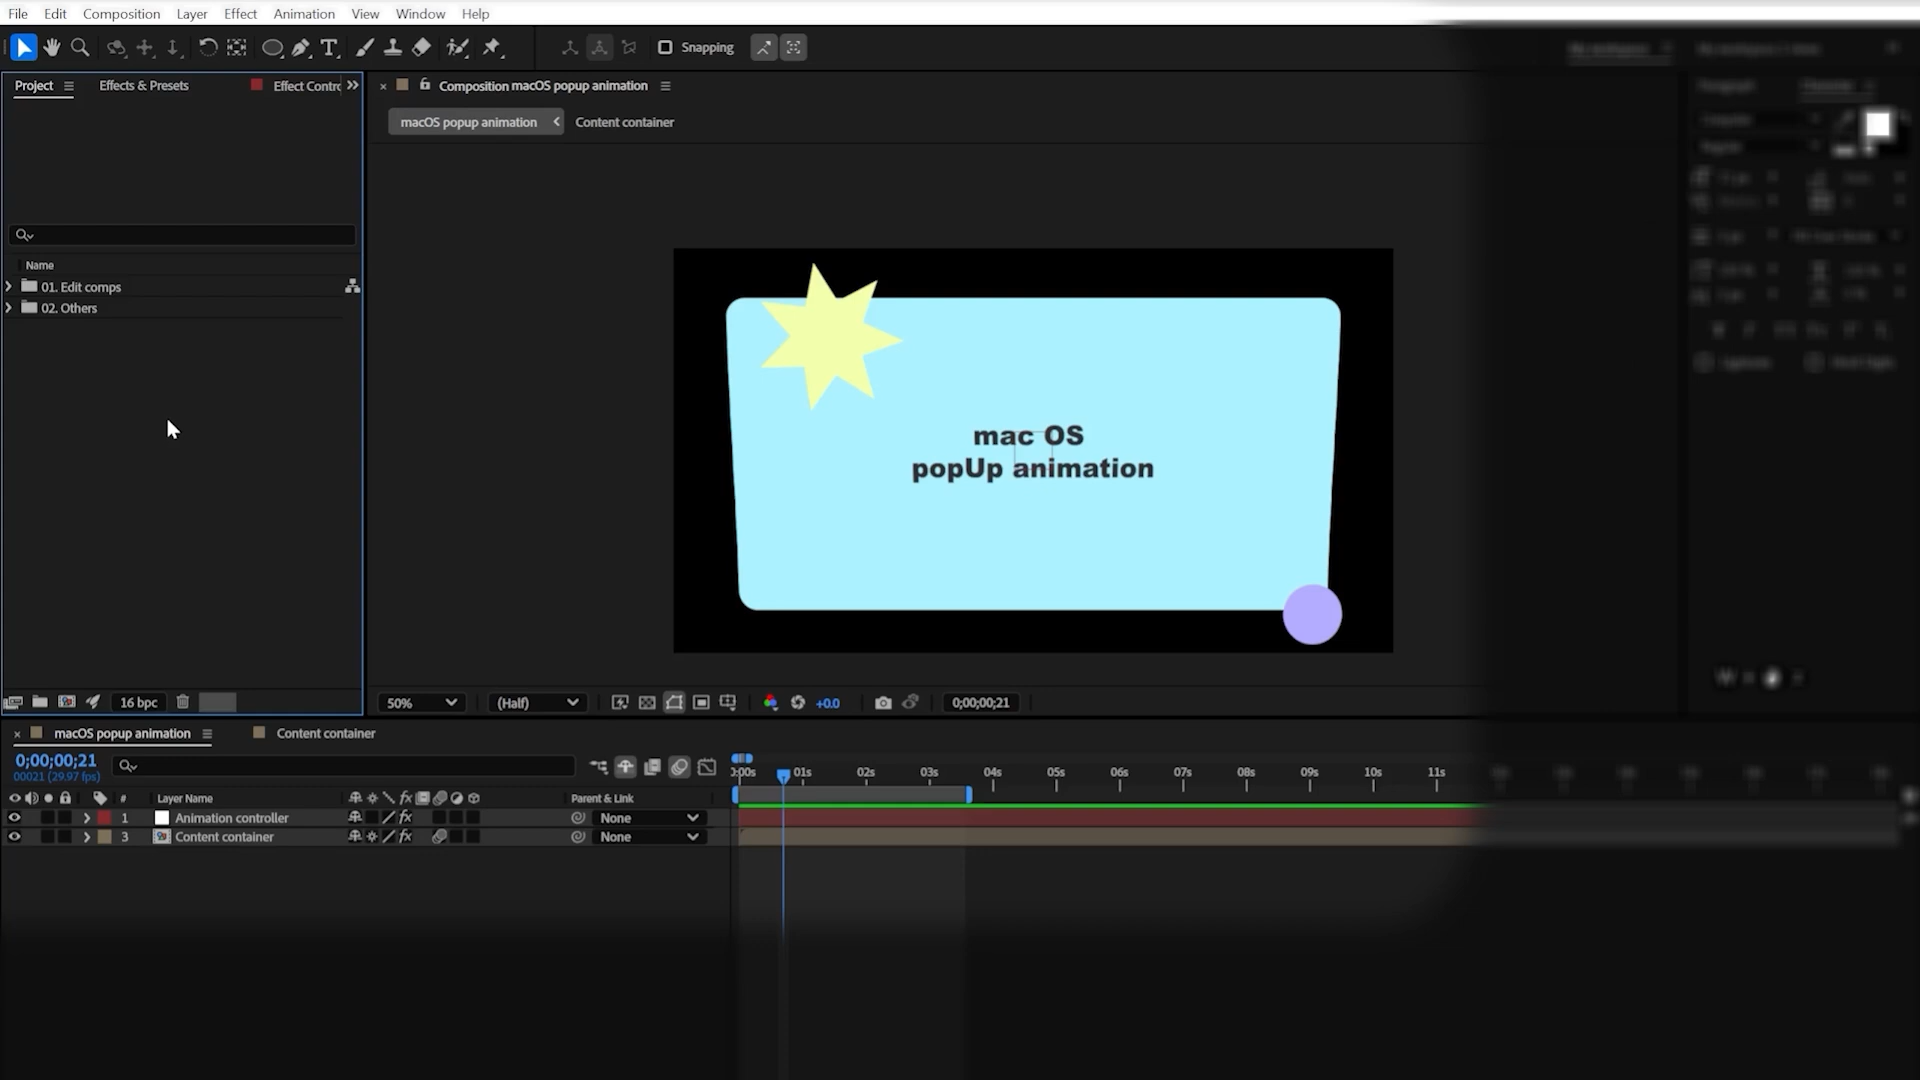 File Edit Composition Layer Effect Animation View Window Help
Snapping
Project Effects & Presets Effect Contro
Composition macOS popup animation
macOS popup animation Content container
Name
01. Edit comps
02. Others
mac OS
popUp animation
16 bpc
50% (Half) +0.0 0;00;00;21
macOS popup animation Content container
0;00;00;21
00021 (29.97 fps)
:00s 01s 02s 03s 04s 05s 06s 07s 08s 09s 10s 11s
# Layer Name fx Parent & Link
1 Animation controller fx None
3 Content container fx None